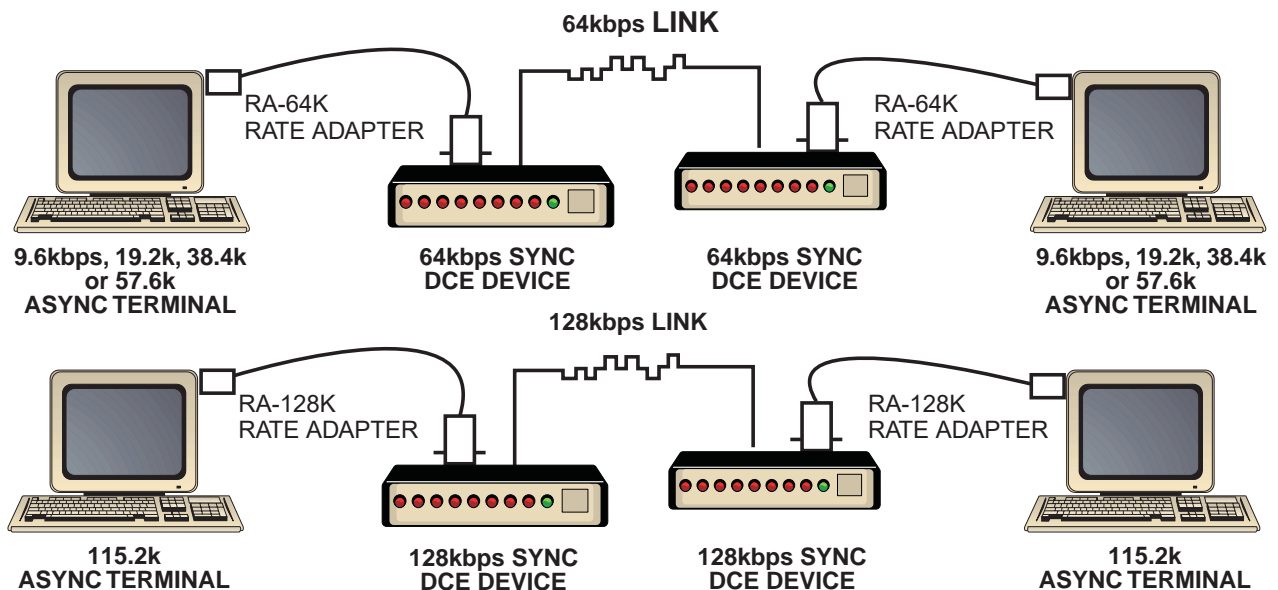 64kbps LINK
RA-64K
RATE ADAPTER
RA-64K
RATE ADAPTER
9.6kbps, 19.2k, 38.4k
or 57.6k
ASYNC TERMINAL
64kbps SYNC
DCE DEVICE
64kbps SYNC
DCE DEVICE
9.6kbps, 19.2k, 38.4k
or 57.6k
ASYNC TERMINAL
128kbps LINK
RA-128K
RATE ADAPTER
RA-128K
RATE ADAPTER
115.2k
ASYNC TERMINAL
128kbps SYNC
DCE DEVICE
128kbps SYNC
DCE DEVICE
115.2k
ASYNC TERMINAL